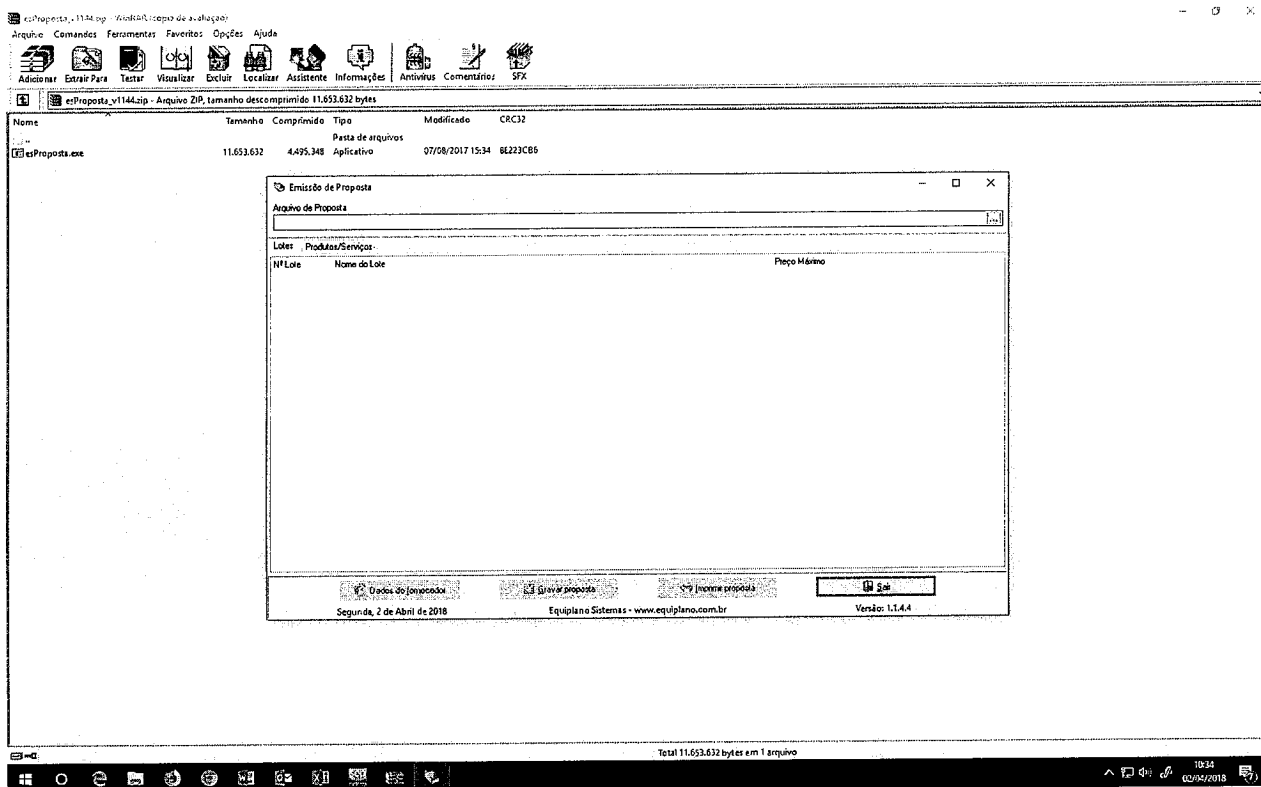 esProposta_v1144.zip - WinRAR (cópia de avaliação)
Arquivo Comandos Ferramentas Favoritos Opções Ajuda
Adicionar Extrair Para Testar Visualizar Excluir Localizar Assistente Informações Antivírus Comentários SFX
esProposta_v1144.zip - Arquivo ZIP, tamanho descomprimido 11.653.632 bytes
Nome Tamanho Comprimido Tipo Modificado CRC32
.. Pasta de arquivos
esProposta.exe 11.653.632 4.495.348 Aplicativo 07/08/2017 15:34 6E223CB6
Emissão de Proposta
Arquivo de Proposta
...
Lotes Produtos/Serviços
Nº Lote Nome do Lote Preço Máximo
Dados do fornecedor Gravar proposta Imprimir proposta Sair
Segunda, 2 de Abril de 2018 Equiplano Sistemas - www.equiplano.com.br Versão: 1.1.4.4
Total 11.653.632 bytes em 1 arquivo
10:34
02/04/2018